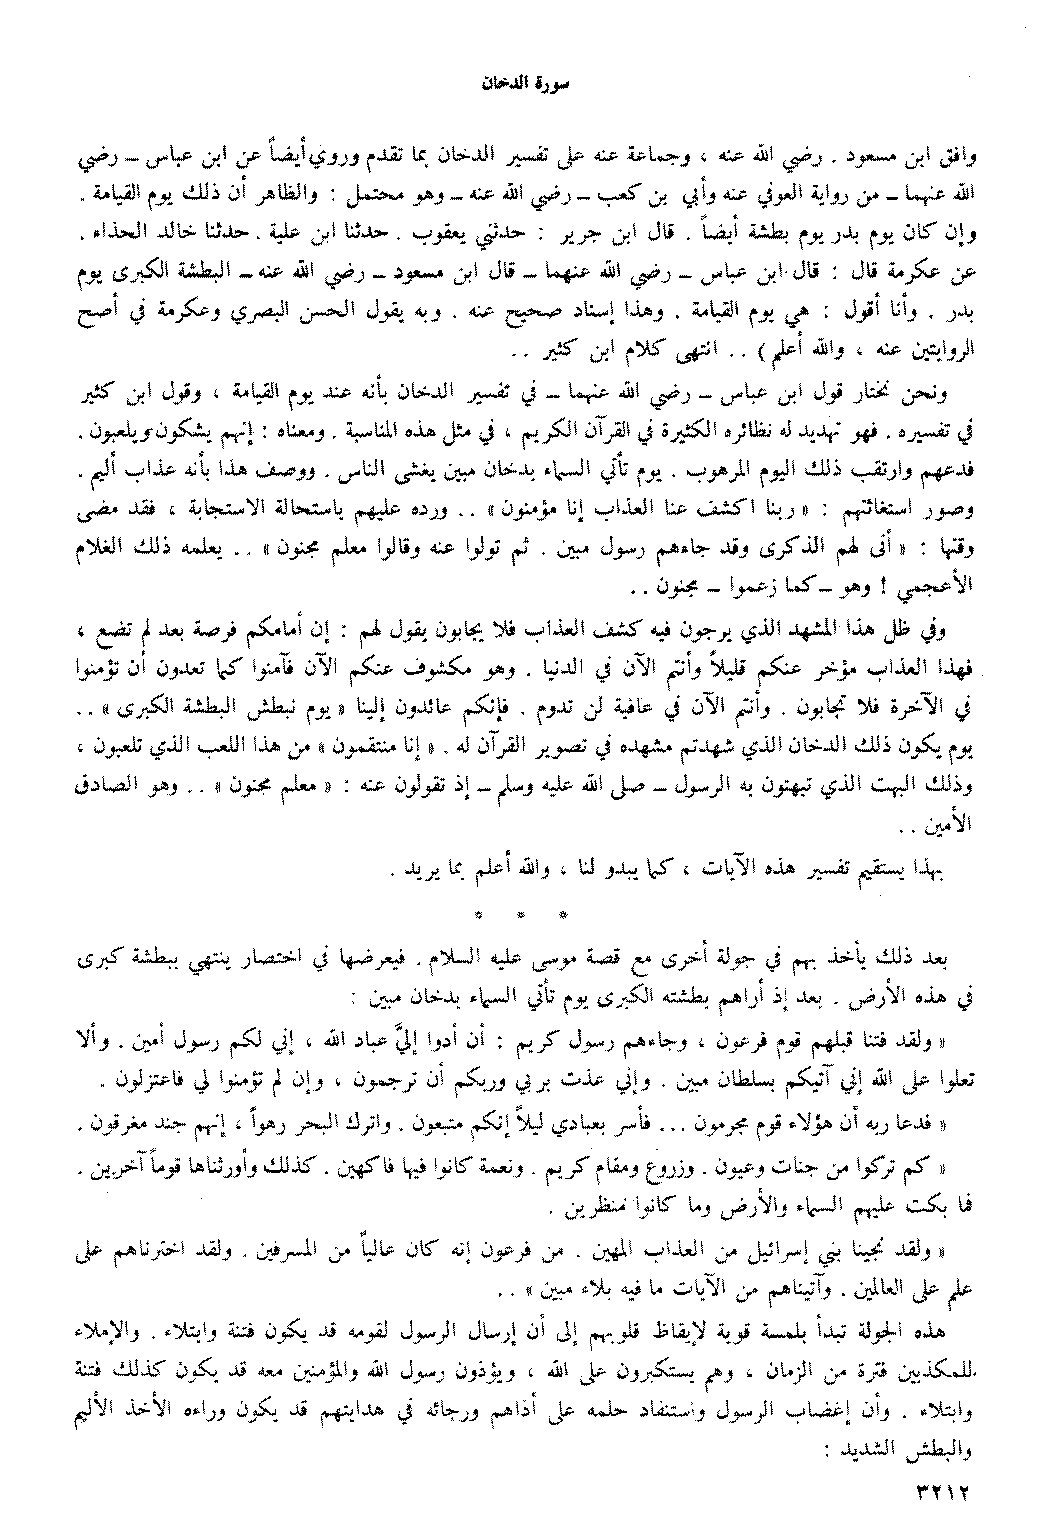 سورة الدخان
وافق ابن مسعود . رضي الله عنه ، وجماعة عنه على تفسير الدخان بما تقدم وروي أيضاً عن ابن عباس – رضي
الله عنهما – من رواية العوفي عنه وأبي بن كعب – رضي الله عنه – وهو محتمل : والظاهر أن ذلك يوم القيامة .
وإن كان يوم بدر يوم بطشة أيضاً . قال ابن جرير : حدثني يعقوب . حدثنا ابن علية . حدثنا خالد الحذاء .
عن عكرمة قال : قال ابن عباس – رضي الله عنهما – قال ابن مسعود – رضي الله عنه – البطشة الكبرى يوم
بدر . وأنا أقول : هي يوم القيامة . وهذا إسناد صحيح عنه . وبه يقول الحسن البصري وعكرمة في أصح
الروايتين عنه ، والله أعلم ) .. انتهى كلام ابن كثير ..
ونحن نختار قول ابن عباس – رضي الله عنهما – في تفسير الدخان بأنه عند يوم القيامة ، وقول ابن كثير
في تفسيره . فهو تهديد له نظائره الكثيرة في القرآن الكريم ، في مثل هذه المناسبة . ومعناه : إنهم يشكون ويلعبون .
فدعهم وارتقب ذلك اليوم المرهوب . يوم تأتي السماء بدخان مبين يغشى الناس . ووصف هذا بأنه عذاب أليم .
وصور استغاثتهم : « ربنا اكشف عنا العذاب إنا مؤمنون » .. ورده عليهم باستحالة الاستجابة ، فقد مضى
وقتها : « أنى لهم الذكرى وقد جاءهم رسول مبين . ثم تولوا عنه وقالوا معلم مجنون » .. يعلمه ذلك الغلام
الأعجمي ! وهو – كما زعموا – مجنون ..
وفي ظل هذا المشهد الذي يرجون فيه كشف العذاب فلا يجابون يقول لهم : إن أمامكم فرصة بعد لم تضع ،
فهذا العذاب مؤخر عنكم قليلاً وأنتم الآن في الدنيا . وهو مكشوف عنكم الآن فآمنوا كما تعدون أن تؤمنوا
في الآخرة فلا تجابون . وأنتم الآن في عافية لن تدوم . فإنكم عائدون إلينا « يوم نبطش البطشة الكبرى » ..
يوم يكون ذلك الدخان الذي شهدتم مشهده في تصوير القرآن له . « إنا منتقمون » من هذا اللعب الذي تلعبون ،
وذلك البهت الذي تبهتون به الرسول – صلى الله عليه وسلم – إذ تقولون عنه : « معلم مجنون » .. وهو الصادق
الأمين ..
بهذا يستقيم تفسير هذه الآيات ، كما يبدو لنا ، والله أعلم بما يريد .
* * *
بعد ذلك يأخذ بهم في جولة أخرى مع قصة موسى عليه السلام . فيعرضها في اختصار ينتهي ببطشة كبرى
في هذه الأرض . بعد إذ أراهم بطشته الكبرى يوم تأتي السماء بدخان مبين :
« ولقد فتنا قبلهم قوم فرعون ، وجاءهم رسول كريم : أن أدوا إليَّ عباد الله ، إني لكم رسول أمين . وألا
تعلوا على الله إني آتيكم بسلطان مبين . وإني عذت بربي وربكم أن ترجمون ، وإن لم تؤمنوا لي فاعتزلون .
« فدعا ربه أن هؤلاء قوم مجرمون ... فأسر بعبادي ليلاً إنكم متبعون . واترك البحر رهواً ، إنهم جند مغرقون .
« كم تركوا من جنات وعيون . وزروع ومقام كريم . ونعمة كانوا فيها فاكهين . كذلك وأورثناها قوماً آخرين .
فما بكت عليهم السماء والأرض وما كانوا منظرين .
« ولقد نجينا بني إسرائيل من العذاب المهين . من فرعون إنه كان عالياً من المسرفين . ولقد اخترناهم على
علم على العالمين . وآتيناهم من الآيات ما فيه بلاء مبين » ..
هذه الجولة تبدأ بلمسة قوية لإيقاظ قلوبهم إلى أن إرسال الرسول لقومه قد يكون فتنة وابتلاء . والإملاء
للمكذبين فترة من الزمان ، وهم يستكبرون على الله ، ويؤذون رسول الله والمؤمنين معه قد يكون كذلك فتنة
وابتلاء . وأن إغضاب الرسول واستنفاد حلمه على أذاهم ورجائه في هدايتهم قد يكون وراءه الأخذ الأليم
والبطش الشديد :
٣٢١٢